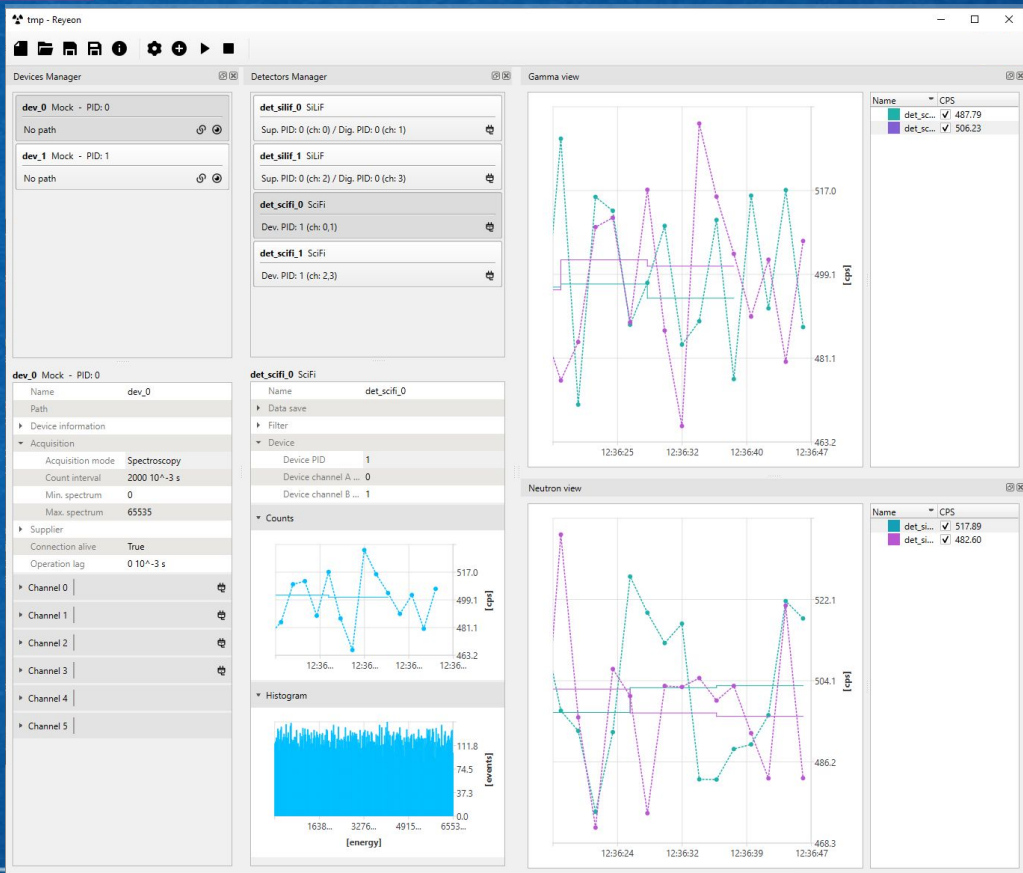 tmp - Reyeon
Devices Manager
dev_0 Mock - PID: 0
No path
dev_1 Mock - PID: 1
No path
dev_0 Mock - PID: 0
Name dev_0
Path
Device information
Acquisition
Acquisition mode Spectroscopy
Count interval 2000 10^-3 s
Min. spectrum 0
Max. spectrum 65535
Supplier
Connection alive True
Operation lag 0 10^-3 s
Channel 0
Channel 1
Channel 2
Channel 3
Channel 4
Channel 5
Detectors Manager
det_silif_0 SiLiF
Sup. PID: 0 (ch: 0) / Dig. PID: 0 (ch: 1)
det_silif_1 SiLiF
Sup. PID: 0 (ch: 2) / Dig. PID: 0 (ch: 3)
det_scifi_0 SciFi
Dev. PID: 1 (ch: 0,1)
det_scifi_1 SciFi
Dev. PID: 1 (ch: 2,3)
det_scifi_0 SciFi
Name det_scifi_0
Data save
Filter
Device
Device PID 1
Device channel A ... 0
Device channel B ... 1
Counts
517.0
499.1
481.1
463.2
[cps]
12:36... 12:36... 12:36... 12:36...
Histogram
111.8
74.5
37.3
0.0
[events]
1638... 3276... 4915... 6553...
[energy]
Gamma view
517.0
499.1
481.1
463.2
[cps]
12:36:25 12:36:32 12:36:40 12:36:47
Name CPS
det_sc... 487.79
det_sc... 506.23
Neutron view
522.1
504.1
486.2
468.3
[cps]
12:36:24 12:36:32 12:36:39 12:36:47
Name CPS
det_si... 517.89
det_si... 482.60